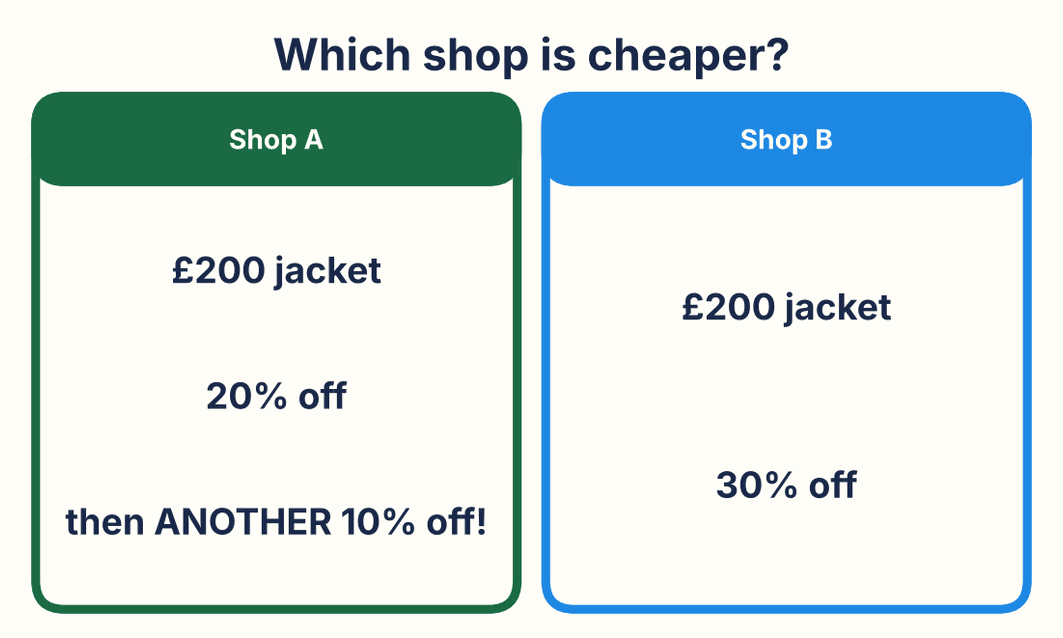 Which shop is cheaper?
Shop A
£200 jacket
20% off
then ANOTHER 10% off!
Shop B
£200 jacket
30% off